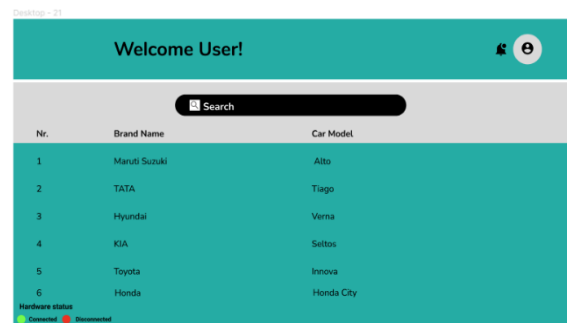 Desktop - 21
Welcome User!
Search
Nr. Brand Name Car Model
1 Maruti Suzuki Alto
2 TATA Tiago
3 Hyundai Verna
4 KIA Seltos
5 Toyota Innova
6 Honda Honda City
Hardware status
Connected Disconnected